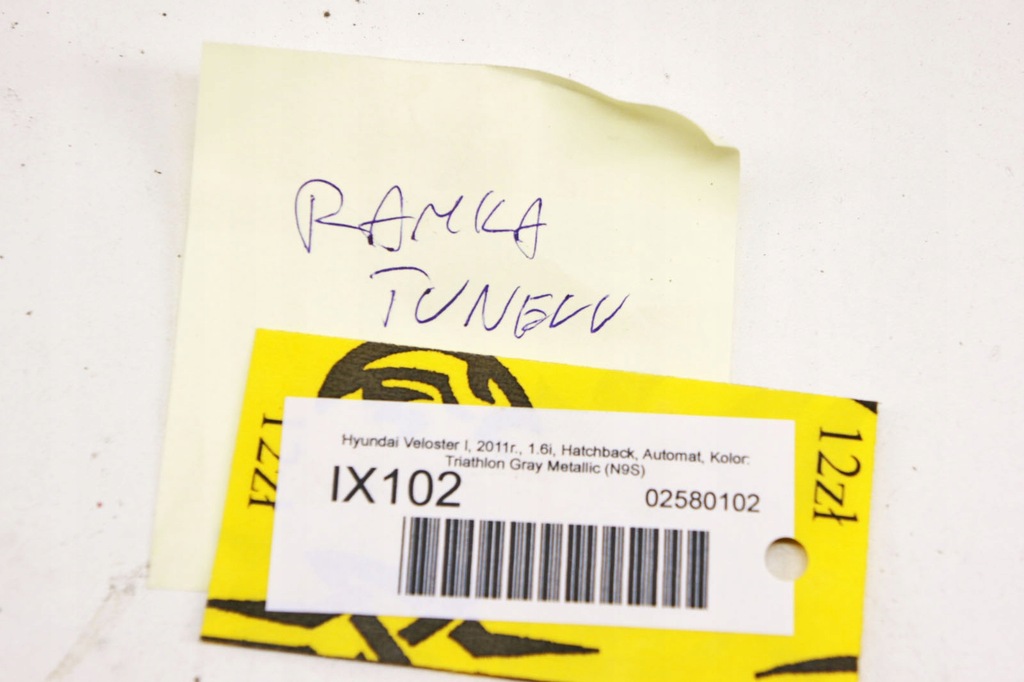 RAMKA
TUNELU
12zł
12zł
Hyundai Veloster I, 2011r., 1.6i, Hatchback, Automat, Kolor:
Triathlon Gray Metallic (N9S)
IX102
02580102